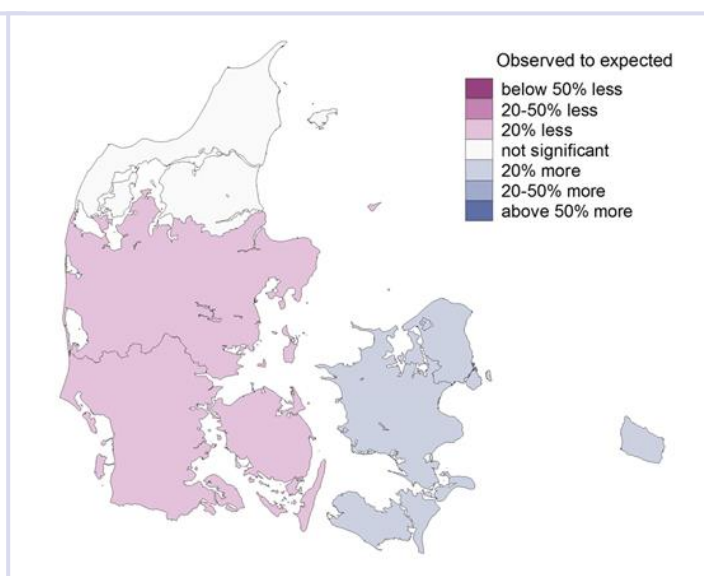 Observed to expected
below 50% less
20-50% less
20% less
not significant
20% more
20-50% more
above 50% more